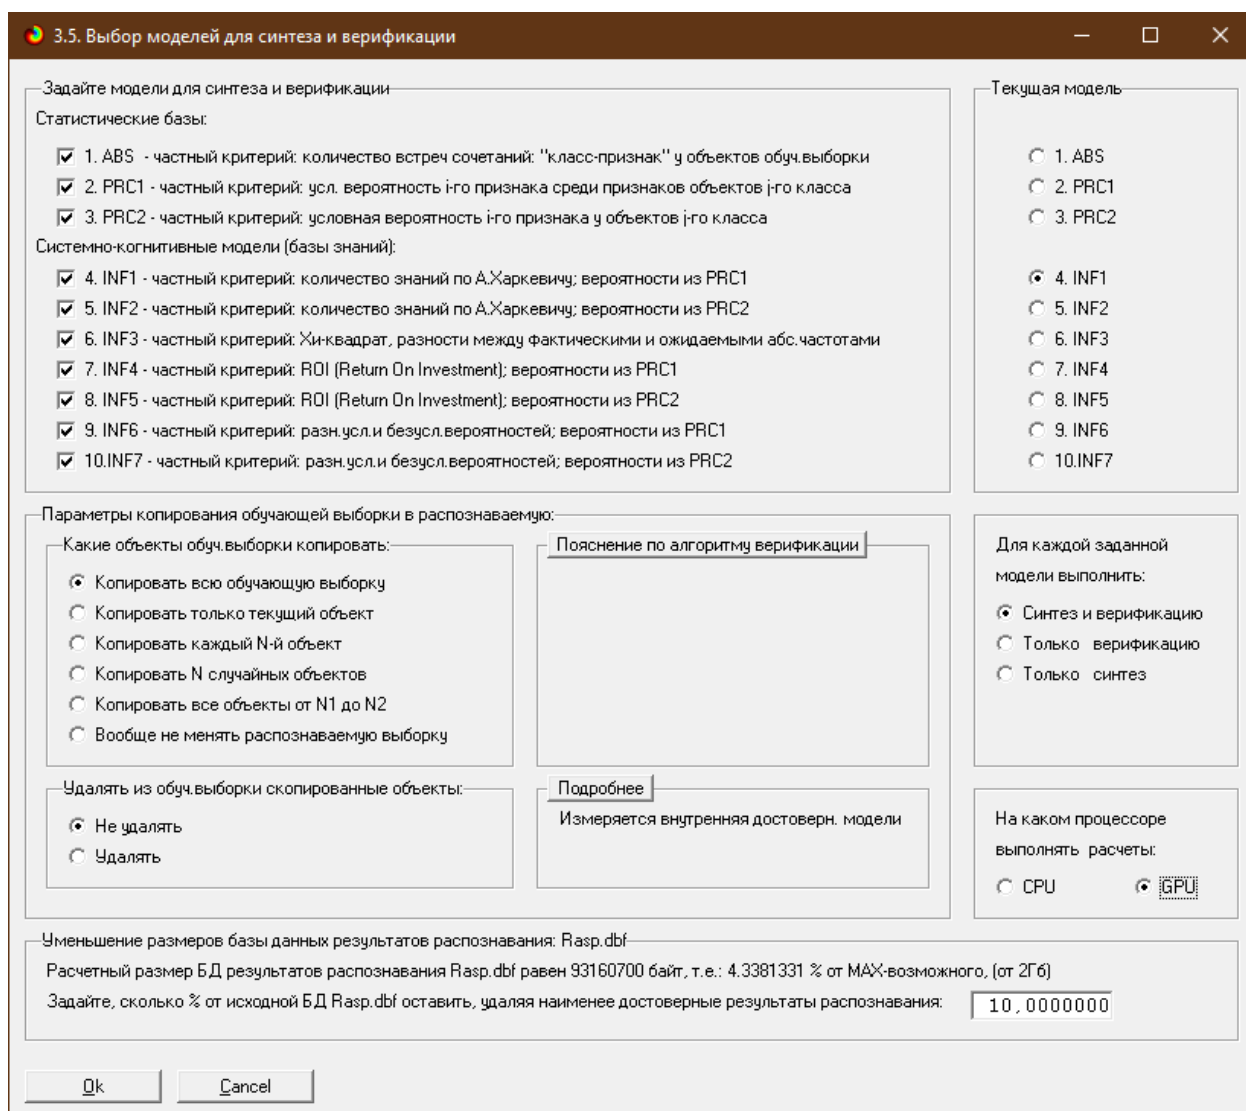 3.5. Выбор моделей для синтеза и верификации
Задайте модели для синтеза и верификации
Статистические базы:
1. ABS - частный критерий: количество встреч сочетаний: "класс-признак" у объектов обуч.выборки
2. PRC1 - частный критерий: усл. вероятность i-го признака среди признаков объектов j-го класса
3. PRC2 - частный критерий: условная вероятность i-го признака у объектов j-го класса
Системно-когнитивные модели (базы знаний):
4. INF1 - частный критерий: количество знаний по А.Харкевичу; вероятности из PRC1
5. INF2 - частный критерий: количество знаний по А.Харкевичу; вероятности из PRC2
6. INF3 - частный критерий: Хи-квадрат, разности между фактическими и ожидаемыми абс.частотами
7. INF4 - частный критерий: ROI (Return On Investment); вероятности из PRC1
8. INF5 - частный критерий: ROI (Return On Investment); вероятности из PRC2
9. INF6 - частный критерий: разн.усл.и безусл.вероятностей; вероятности из PRC1
10.INF7 - частный критерий: разн.усл.и безусл.вероятностей; вероятности из PRC2
Текущая модель
1. ABS
2. PRC1
3. PRC2
4. INF1
5. INF2
6. INF3
7. INF4
8. INF5
9. INF6
10.INF7
Параметры копирования обучающей выборки в распознаваемую:
Какие объекты обуч.выборки копировать:
Копировать всю обучающую выборку
Копировать только текущий объект
Копировать каждый N-й объект
Копировать N случайных объектов
Копировать все объекты от N1 до N2
Вообще не менять распознаваемую выборку
Пояснение по алгоритму верификации
Удалять из обуч.выборки скопированные объекты:
Не удалять
Удалять
Подробнее
Измеряется внутренняя достоверн. модели
Для каждой заданной
модели выполнить:
Синтез и верификацию
Только верификацию
Только синтез
На каком процессоре
выполнять расчеты:
CPU
GPU
Уменьшение размеров базы данных результатов распознавания: Rasp.dbf
Расчетный размер БД результатов распознавания Rasp.dbf равен 93160700 байт, т.е.: 4.3381331 % от MAX-возможного, (от 2Гб)
Задайте, сколько % от исходной БД Rasp.dbf оставить, удаляя наименее достоверные результаты распознавания: 10,0000000
Ok
Cancel